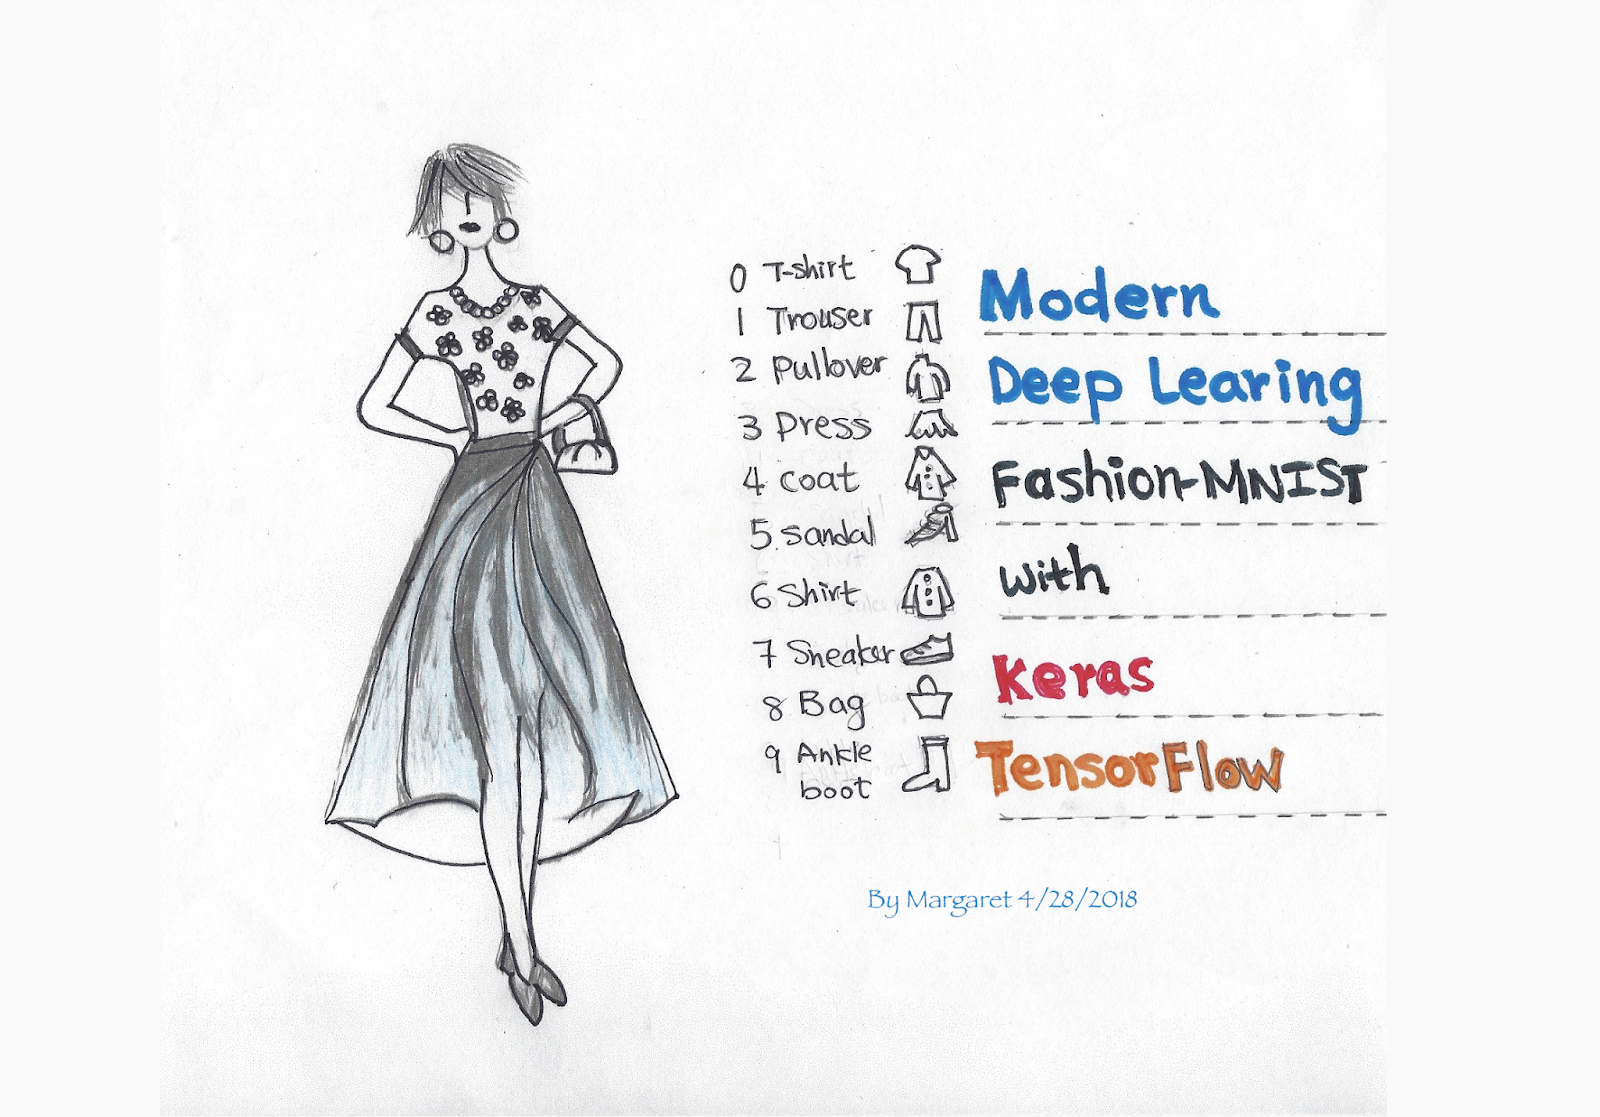 0 T-shirt
1 Trouser
2 Pullover
3 Dress
4 coat
5 sandal
6 Shirt
7 Sneaker
8 Bag
9 Ankle
boot
Modern
Deep Learing
Fashion-MNIST
with
Keras
TensorFlow
By Margaret 4/28/2018